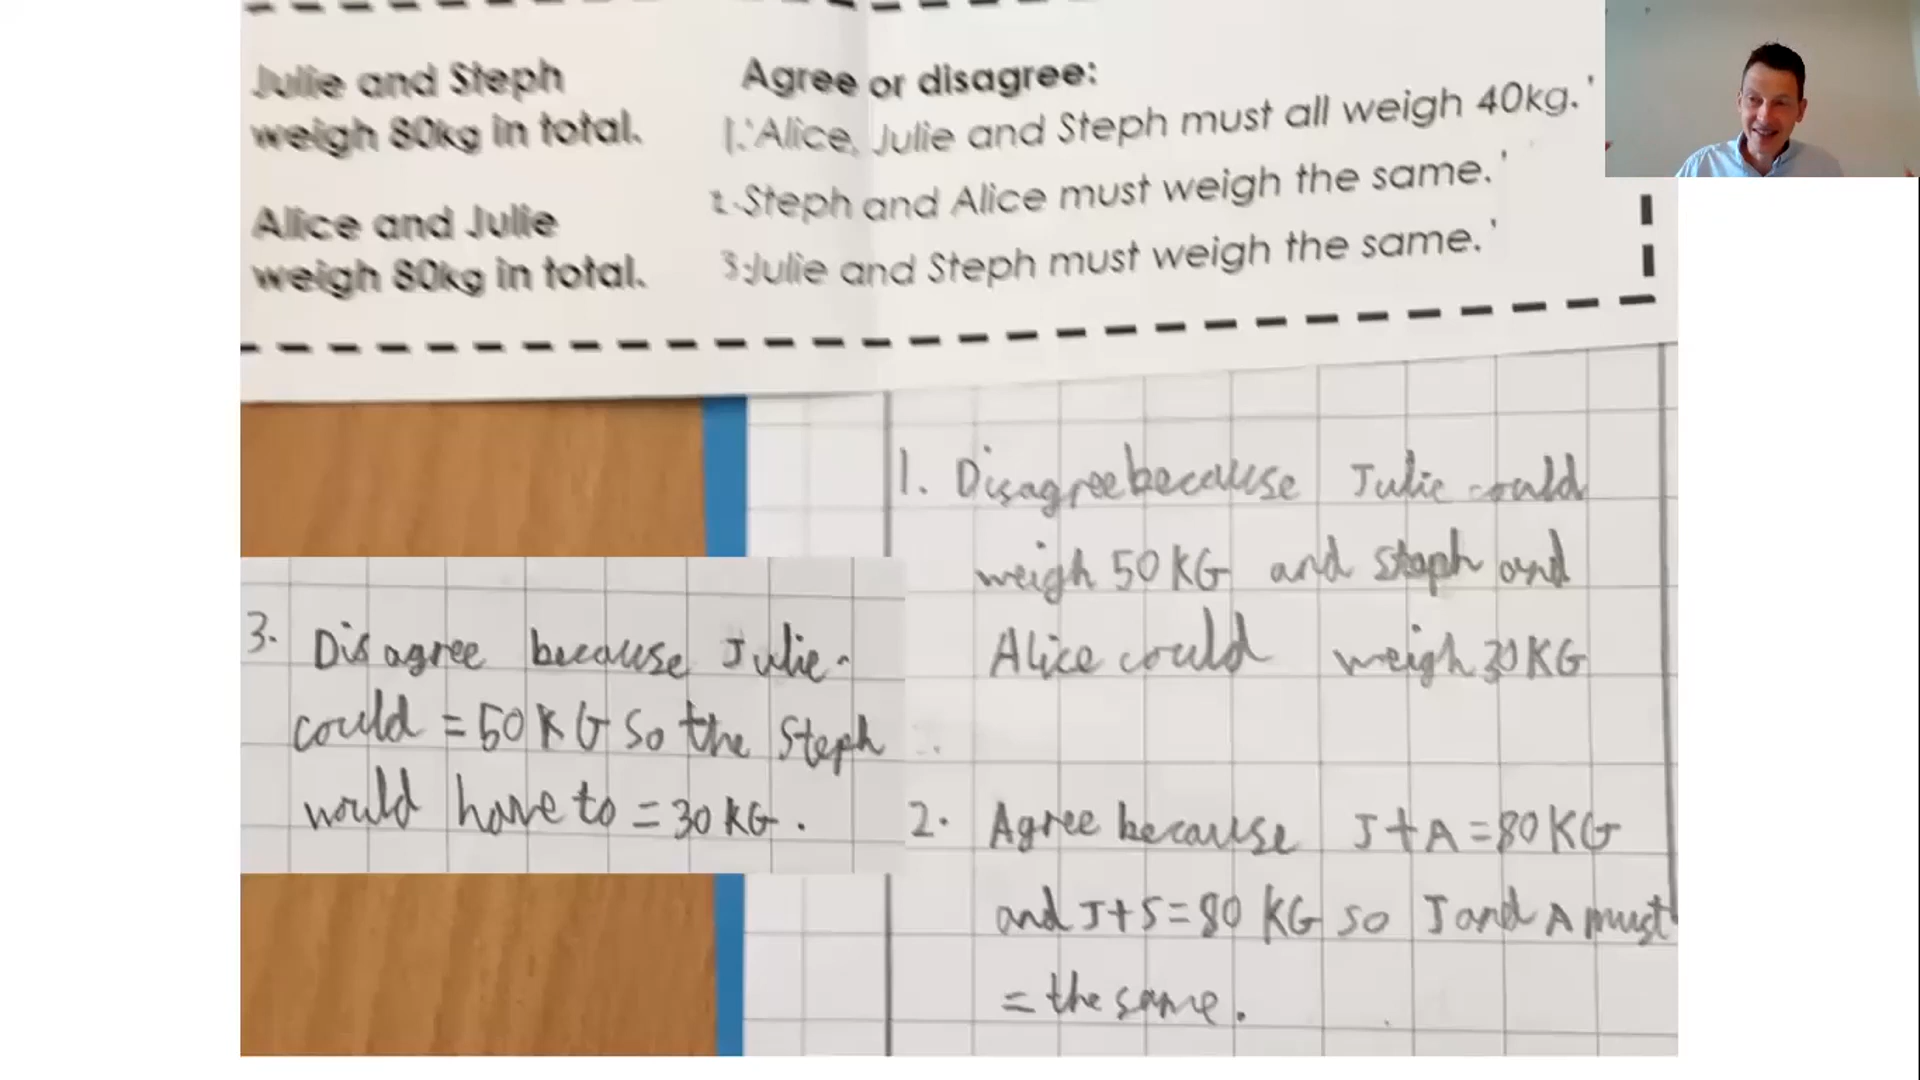 Julie and Steph
weigh 80kg in total.
Alice and Julie
weigh 80kg in total.
Agree or disagree:
1. 'Alice, Julie and Steph must all weigh 40kg.'
2. Steph and Alice must weigh the same.'
3. Julie and Steph must weigh the same.'
1. Disagree because Julie could
weigh 50 KG and Steph and
Alice could weigh 30 KG
2. Agree because J+A=80KG
and J+S=80 KG so J and A must
= the same.
3. Disagree because Julie
could = 50 KG so the Steph
would have to = 30 KG.